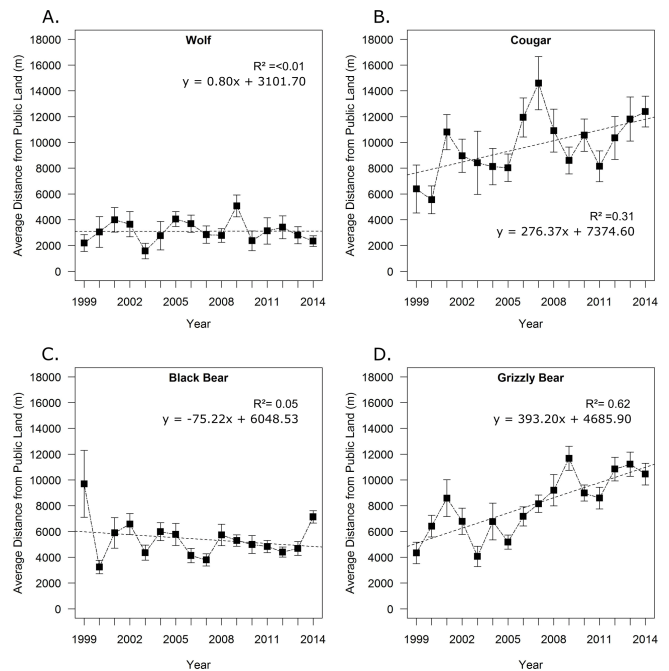 A.
Wolf
R² =<0.01
y = 0.80x + 3101.70
Average Distance from Public Land (m)
18000
16000
14000
12000
10000
8000
6000
4000
2000
0
1999 2002 2005 2008 2011 2014
Year
B.
Cougar
R² =0.31
y = 276.37x + 7374.60
Average Distance from Public Land (m)
18000
16000
14000
12000
10000
8000
6000
4000
2000
0
1999 2002 2005 2008 2011 2014
Year
C.
Black Bear
R²= 0.05
y = -75.22x + 6048.53
Average Distance from Public Land (m)
18000
16000
14000
12000
10000
8000
6000
4000
2000
0
1999 2002 2005 2008 2011 2014
Year
D.
Grizzly Bear
R²= 0.62
y = 393.20x + 4685.90
Average Distance from Public Land (m)
18000
16000
14000
12000
10000
8000
6000
4000
2000
0
1999 2002 2005 2008 2011 2014
Year